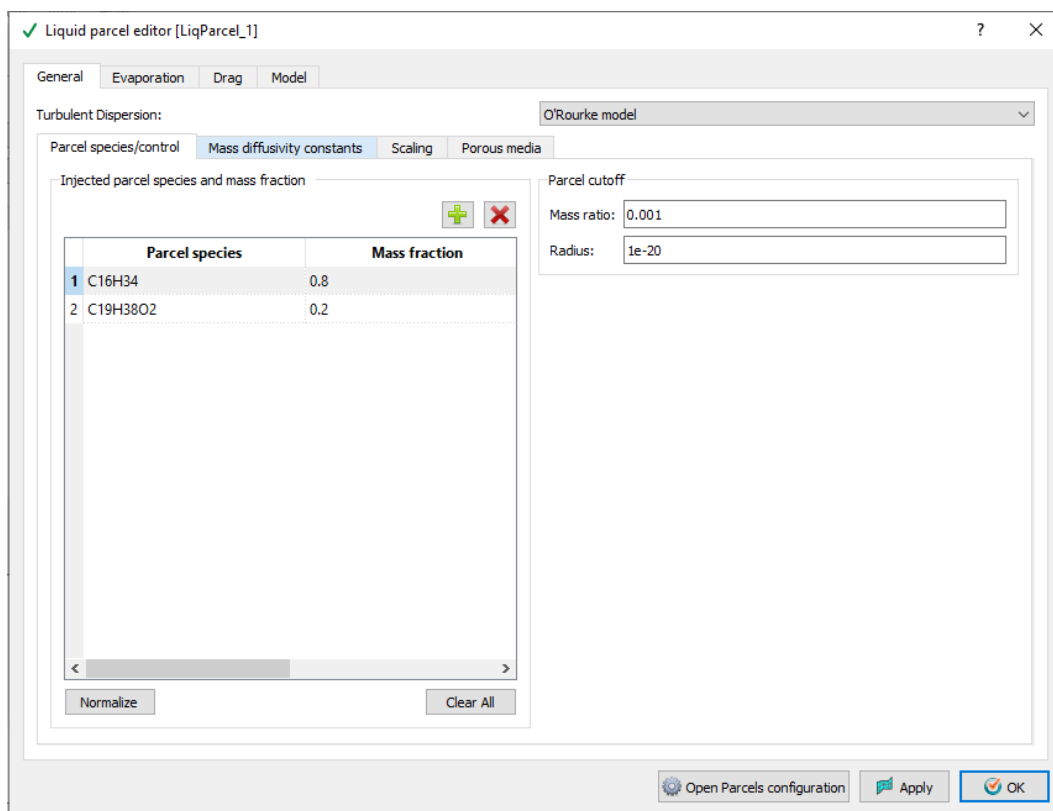 Liquid parcel editor [LiqParcel_1]
?
General Evaporation Drag Model
Turbulent Dispersion: O'Rourke model
Parcel species/control Mass diffusivity constants Scaling Porous media
Injected parcel species and mass fraction
Parcel species Mass fraction
1 C16H34 0.8
2 C19H38O2 0.2
Normalize Clear All
Parcel cutoff
Mass ratio: 0.001
Radius: 1e-20
Open Parcels configuration Apply OK